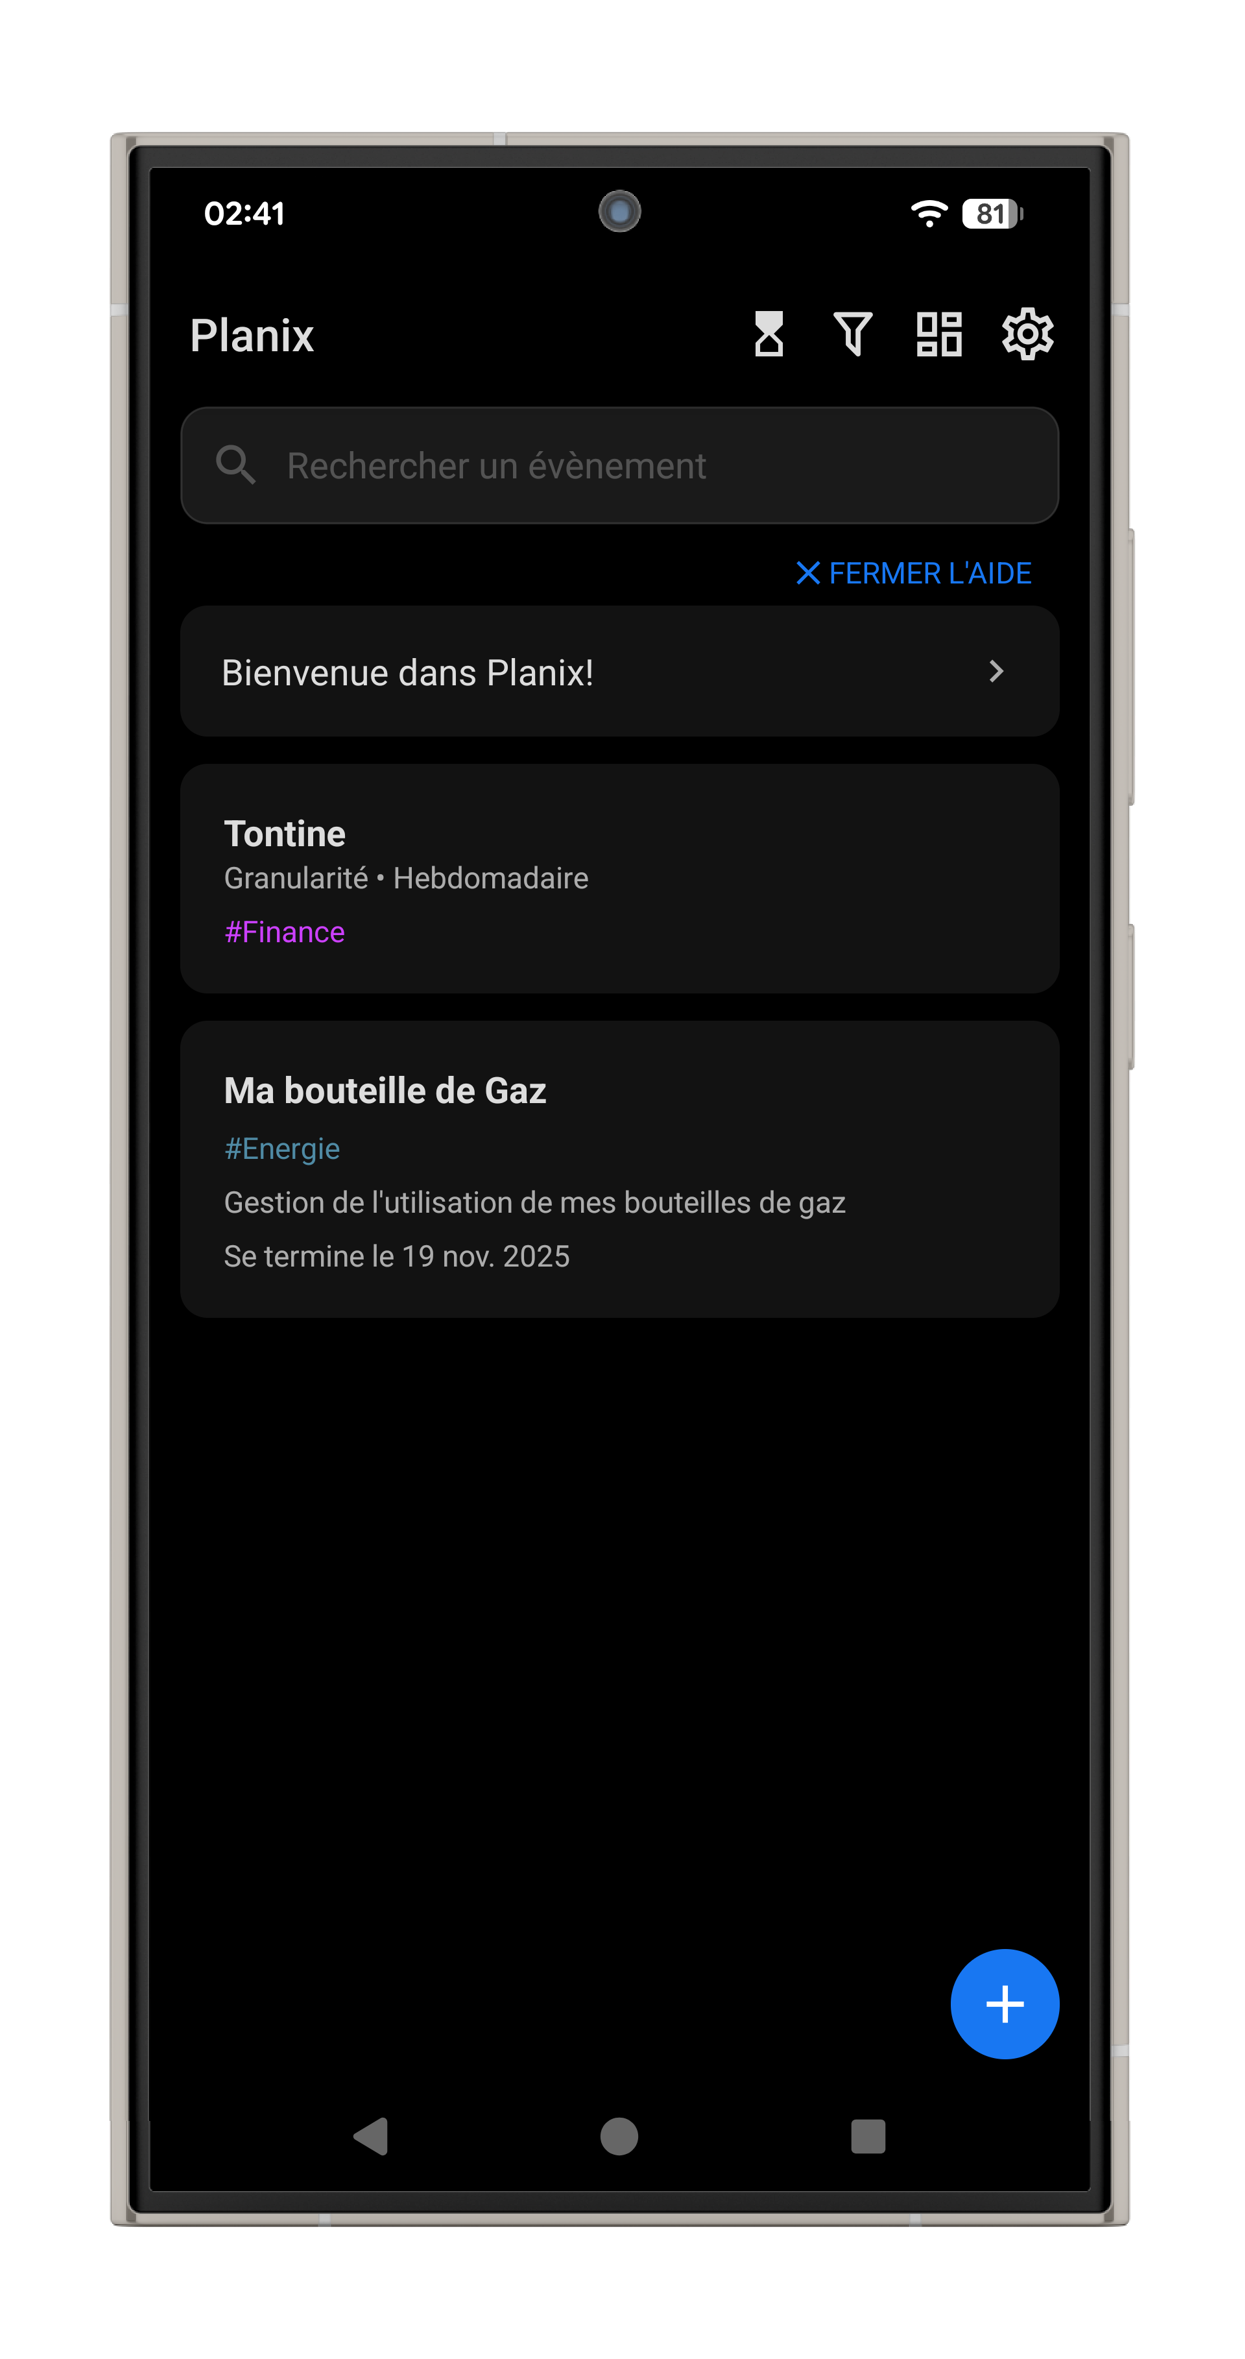 02:41
81
Planix
Rechercher un évènement
FERMER L'AIDE
Bienvenue dans Planix!
Tontine
Granularité • Hebdomadaire
#Finance
Ma bouteille de Gaz
#Energie
Gestion de l'utilisation de mes bouteilles de gaz
Se termine le 19 nov. 2025